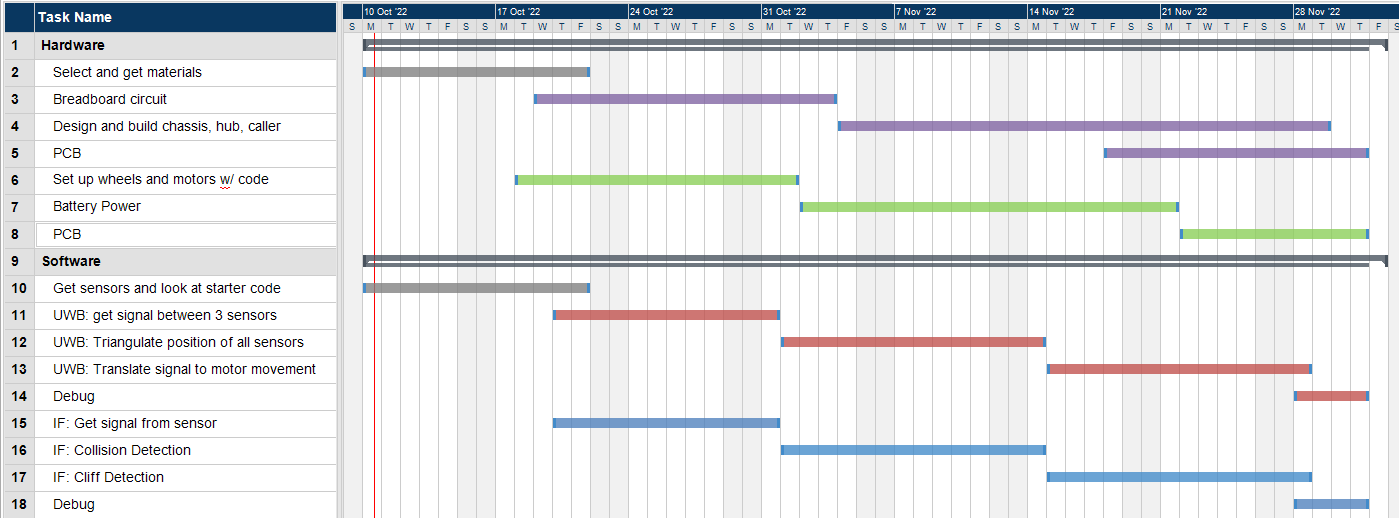 Task Name
10 Oct '22 17 Oct '22 24 Oct '22 31 Oct '22 7 Nov '22 14 Nov '22 21 Nov '22 28 Nov '22
S M T W T F S S M T W T F S S M T W T F S S M T W T F S S M T W T F S S M T W T F S S M T W T F S S M T W T F S
1 Hardware
2 Select and get materials
3 Breadboard circuit
4 Design and build chassis, hub, caller
5 PCB
6 Set up wheels and motors w/ code
7 Battery Power
8 PCB
9 Software
10 Get sensors and look at starter code
11 UWB: get signal between 3 sensors
12 UWB: Triangulate position of all sensors
13 UWB: Translate signal to motor movement
14 Debug
15 IF: Get signal from sensor
16 IF: Collision Detection
17 IF: Cliff Detection
18 Debug